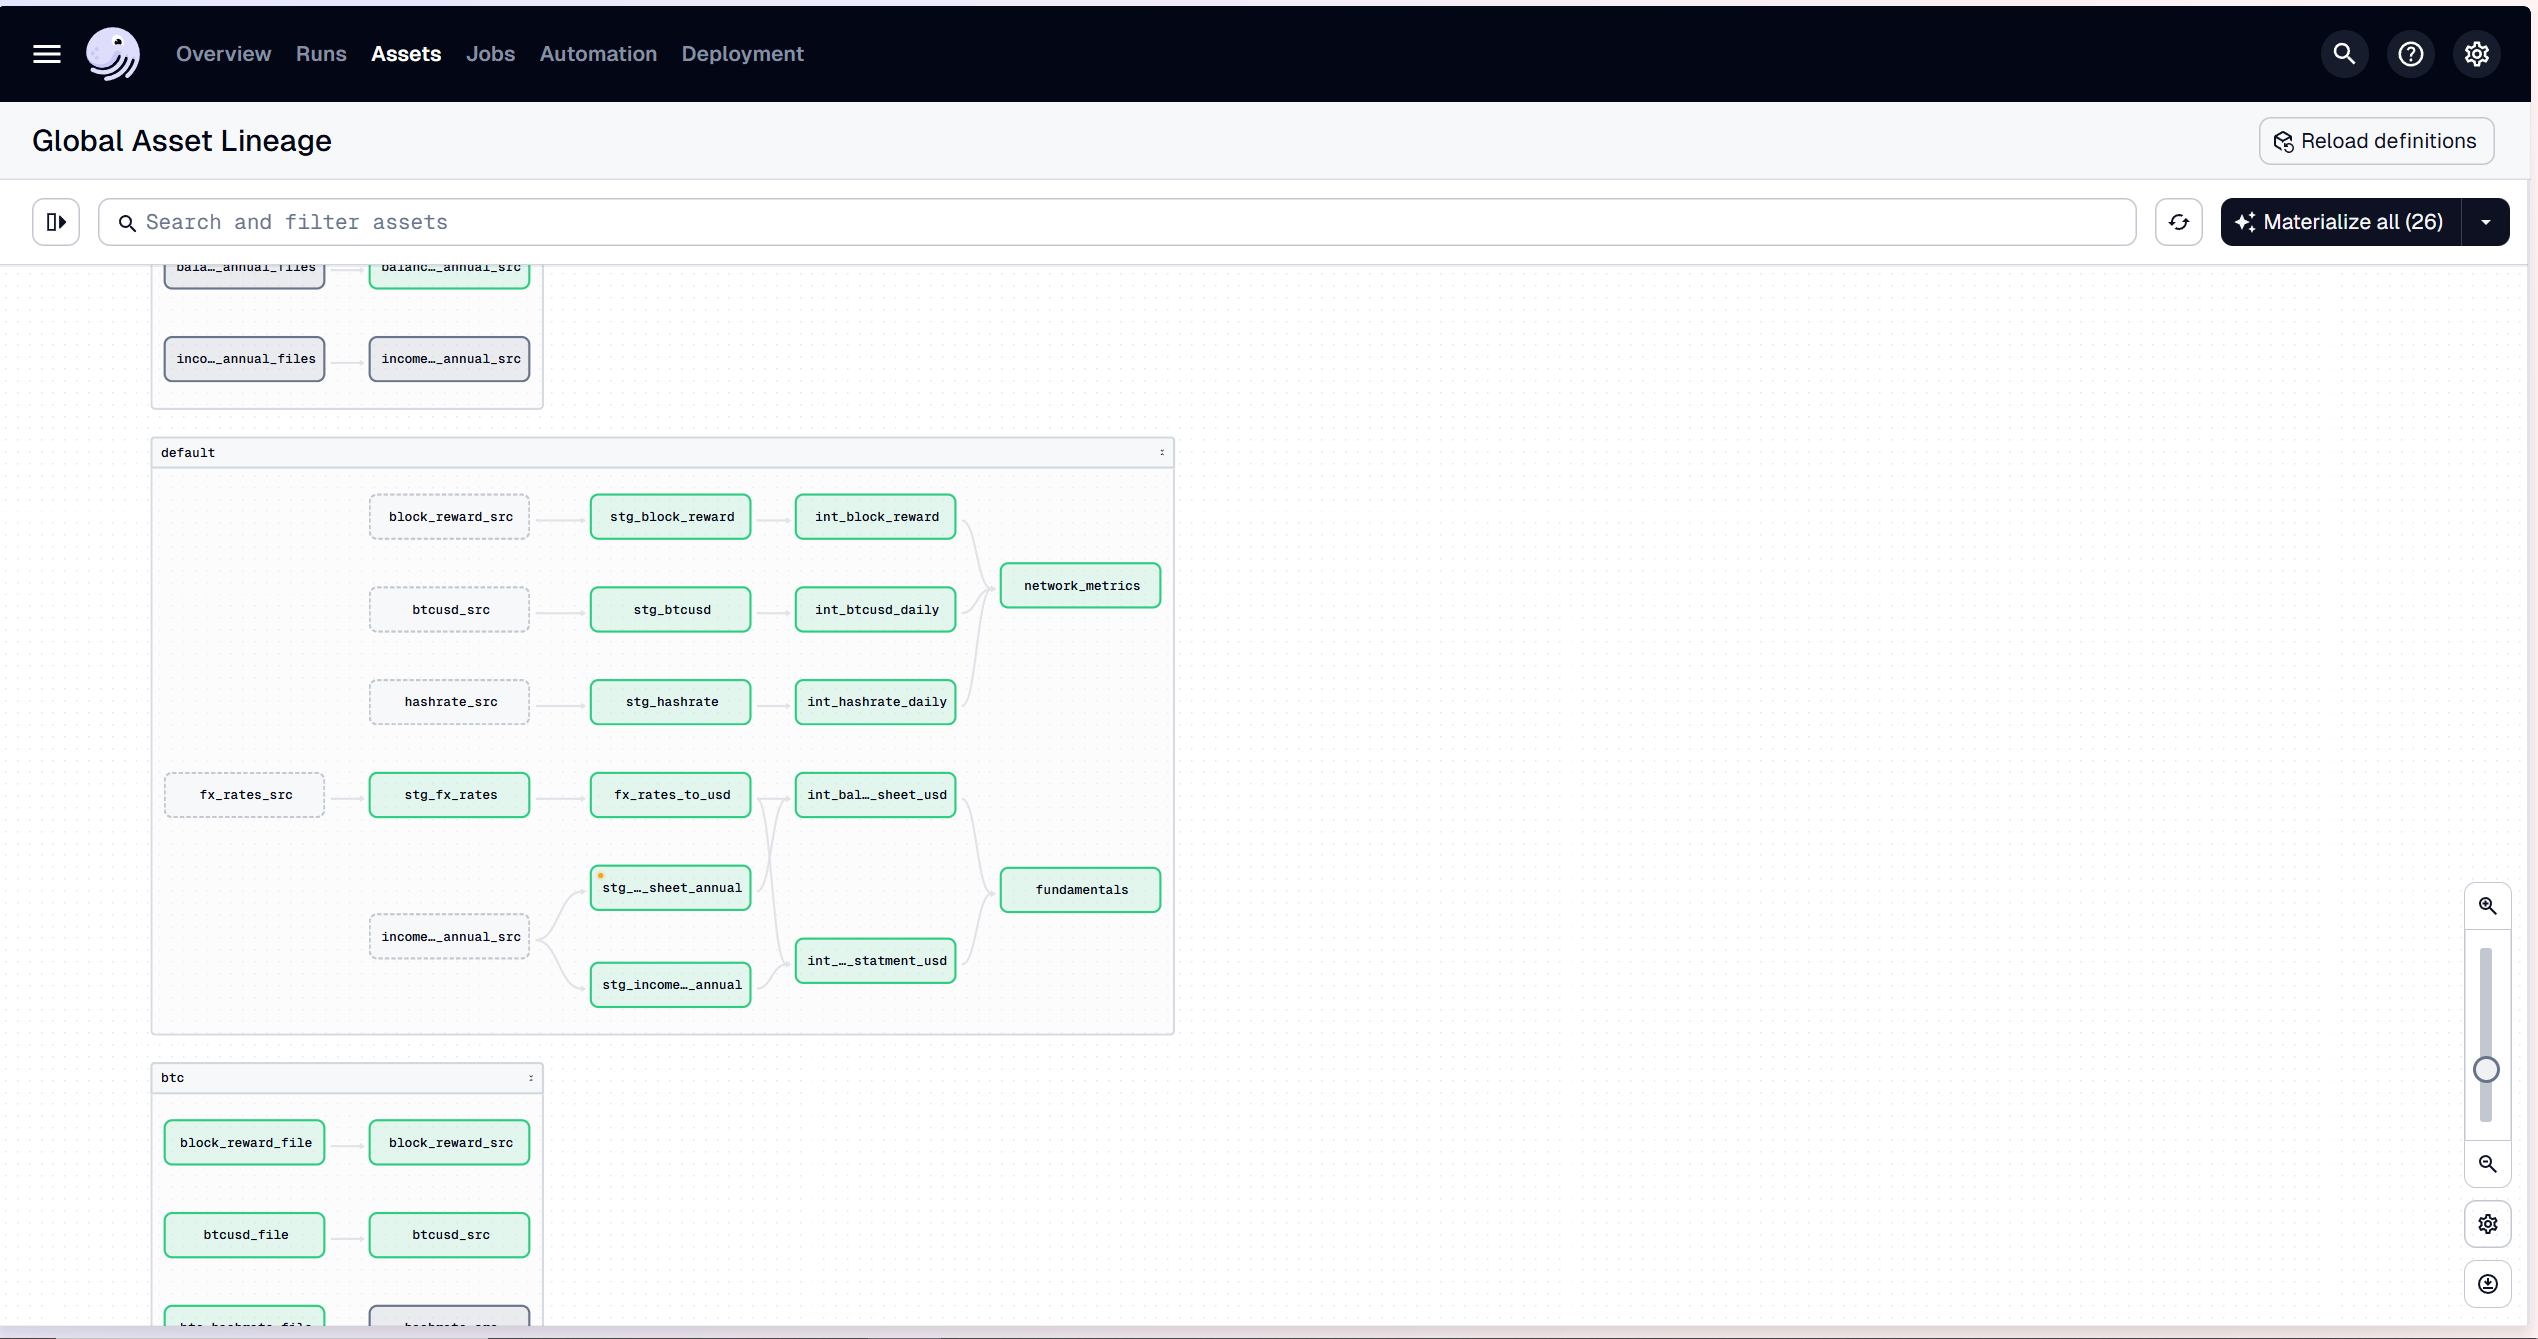 Overview Runs Assets Jobs Automation Deployment
Global Asset Lineage
Reload definitions
Search and filter assets
Materialize all (26)
bala…_annual_files
balanc…_annual_src
inco…_annual_files
income…_annual_src
default
block_reward_src
stg_block_reward
int_block_reward
network_metrics
btcusd_src
stg_btcusd
int_btcusd_daily
hashrate_src
stg_hashrate
int_hashrate_daily
fx_rates_src
stg_fx_rates
fx_rates_to_usd
int_bal…_sheet_usd
stg_…_sheet_annual
fundamentals
income…_annual_src
int_…_statment_usd
stg_income…_annual
btc
block_reward_file
block_reward_src
btcusd_file
btcusd_src
btc_hashrate_file
hashrate_src